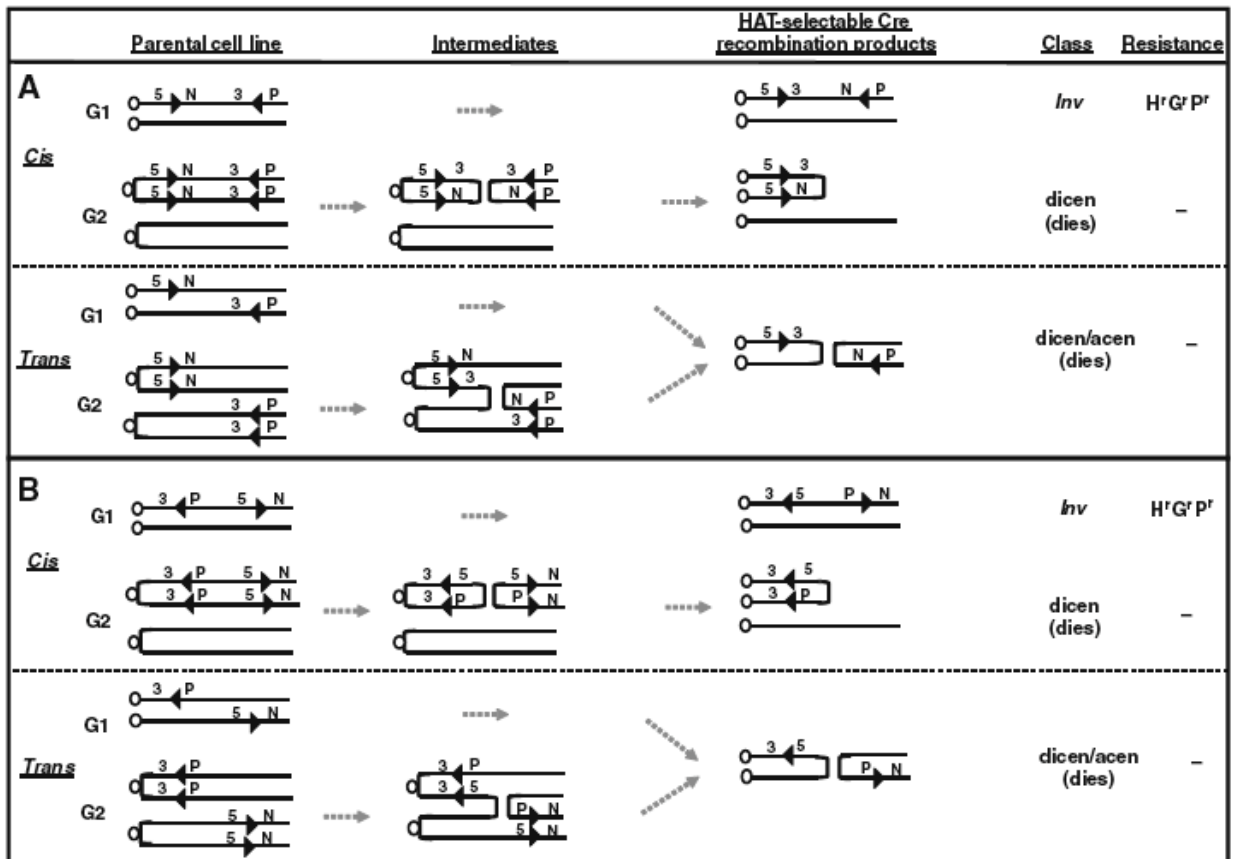 HAT-selectable Cre
Parental cell line Intermediates recombination products Class Resistance
A
5 N 3 P
G1
5 3 N P
Inv HʳGʳPʳ
Cis
5 N 3 P
5 N 3 P
G2
5 3 3 P
5 N N P
5 3
5 N
dicen
(dies)
–
5 N
3 P
G1
Trans
5 N
5 N
G2
3 P
3 P
5 N
5 3
N P
3 P
5 3
N P
dicen/acen
(dies)
–
B
3 P 5 N
G1
3 5 P N
Inv HʳGʳPʳ
Cis
3 P 5 N
3 P 5 N
G2
3 5 5 N
3 P P N
3 5
3 P
dicen
(dies)
–
3 P
5 N
G1
Trans
3 P
3 P
G2
5 N
5 N
3 P
3 5
P N
5 N
3 5
P N
dicen/acen
(dies)
–